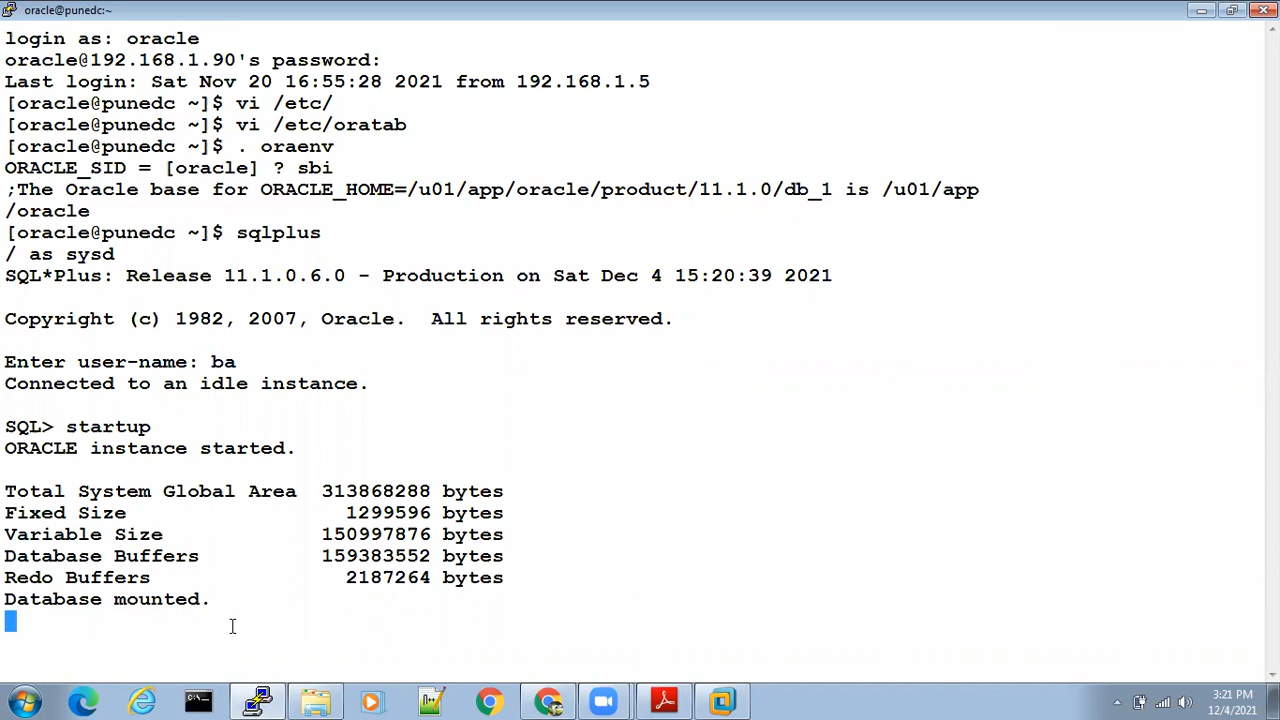 oracle@punedc:~
login as: oracle
oracle@192.168.1.90's password:
Last login: Sat Nov 20 16:55:28 2021 from 192.168.1.5
[oracle@punedc ~]$ vi /etc/
[oracle@punedc ~]$ vi /etc/oratab
[oracle@punedc ~]$ . oraenv
ORACLE_SID = [oracle] ? sbi
;The Oracle base for ORACLE_HOME=/u01/app/oracle/product/11.1.0/db_1 is /u01/app
/oracle
[oracle@punedc ~]$ sqlplus
/ as sysd
SQL*Plus: Release 11.1.0.6.0 - Production on Sat Dec 4 15:20:39 2021
Copyright (c) 1982, 2007, Oracle.  All rights reserved.
Enter user-name: ba
Connected to an idle instance.
SQL> startup
ORACLE instance started.
Total System Global Area  313868288 bytes
Fixed Size                  1299596 bytes
Variable Size             150997876 bytes
Database Buffers          159383552 bytes
Redo Buffers                2187264 bytes
Database mounted.
3:21 PM
12/4/2021